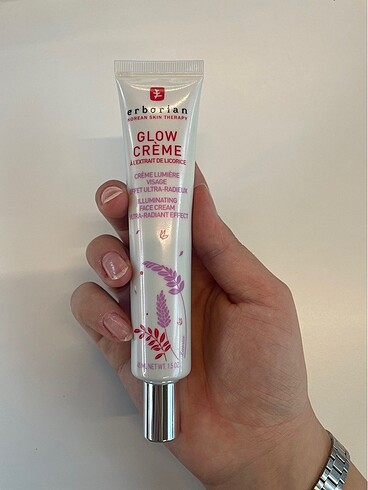 erborian
KOREAN SKIN THERAPY
GLOW
CRÈME
À L'EXTRAIT DE LICORICE
CRÈME LUMIÈRE
VISAGE
EFFET ULTRA-RADIEUX
ILLUMINATING
FACE CREAM
ULTRA-RADIANT EFFECT
NET WT. 1.5 OZ